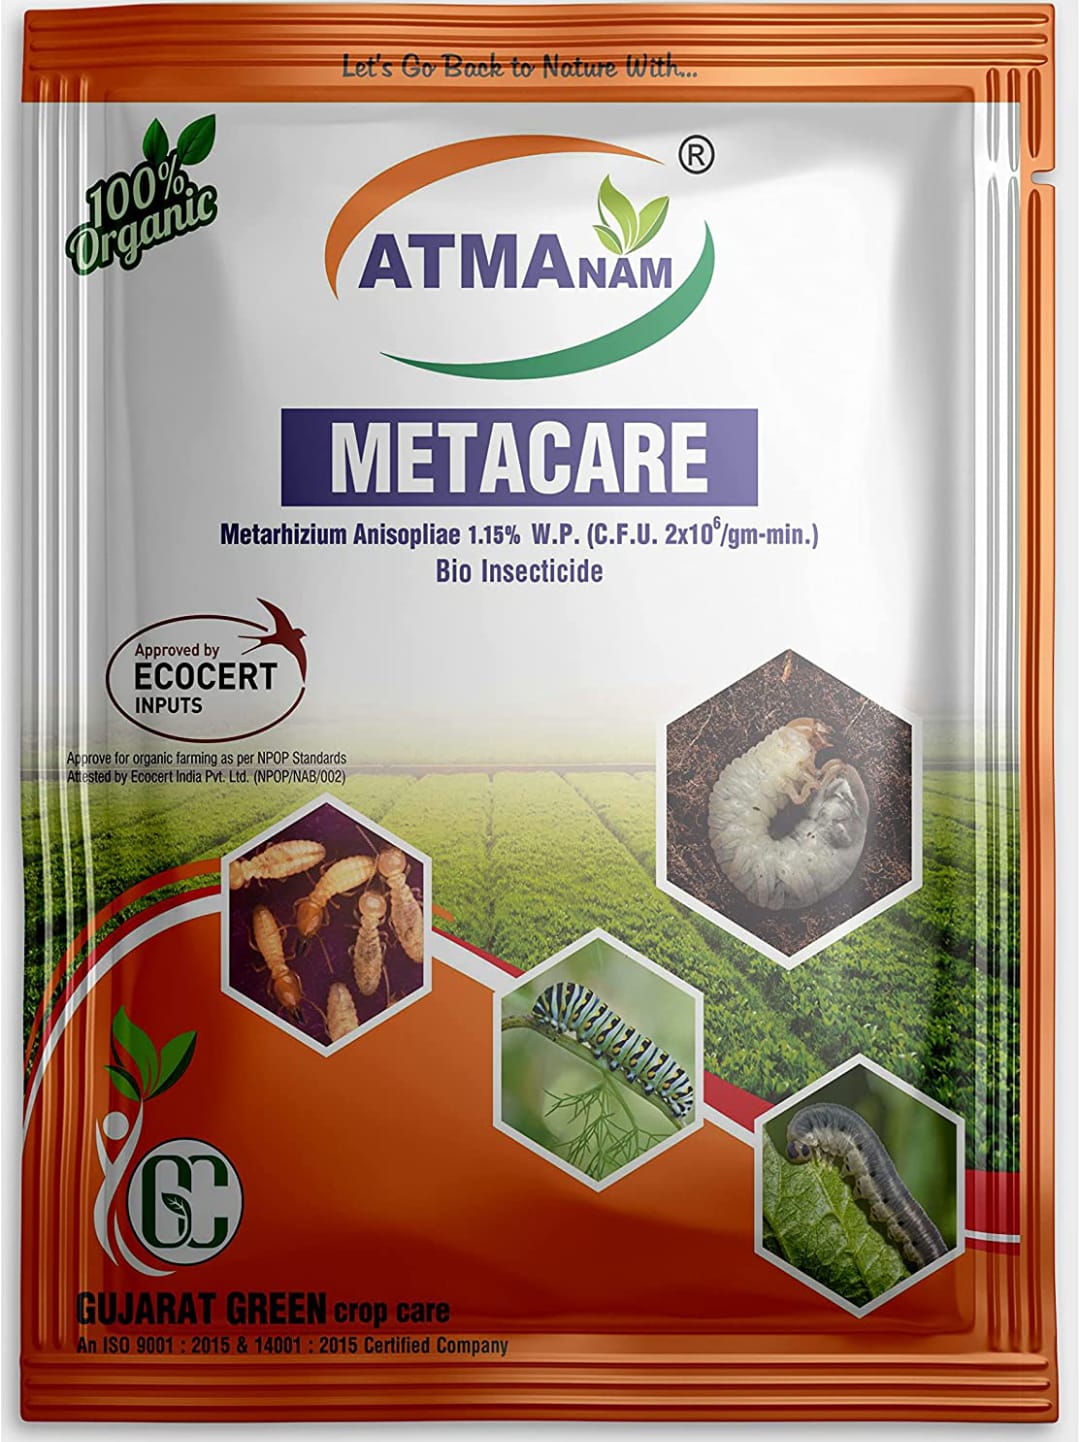 Let's Go Back to Nature With...
100%
Organic
®
ATMANAM
METACARE
Metarhizium Anisopliae 1.15% W.P. (C.F.U. 2x10⁶/gm-min.)
Bio Insecticide
Approved by
ECOCERT
INPUTS
Approve for organic farming as per NPOP Standards
Attested by Ecocert India Pvt. Ltd. (NPOP/NAB/002)
GC
GUJARAT GREEN crop care
An ISO 9001 : 2015 & 14001 : 2015 Certified Company